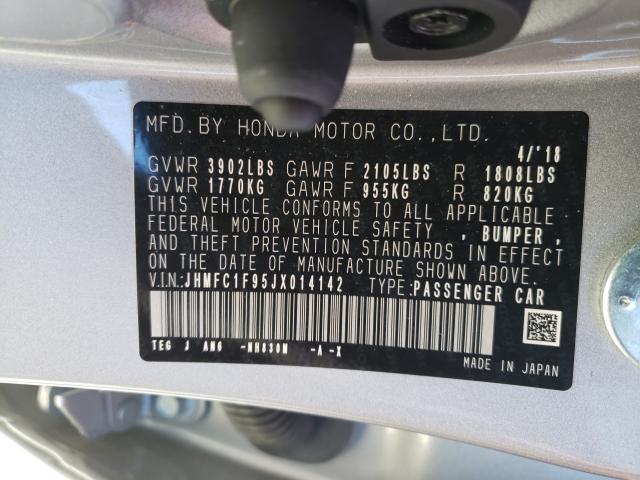 MFD.BY HONDA MOTOR CO.,LTD.
4/'18
GVWR 3902LBS GAWR F 2105LBS R 1808LBS
GVWR 1770KG GAWR F 955KG R 820KG
THIS VEHICLE CONFORMS TO ALL APPLICABLE
FEDERAL MOTOR VEHICLE SAFETY , BUMPER ,
AND THEFT PREVENTION STANDARDS IN EFFECT
ON THE DATE OF MANUFACTURE SHOWN ABOVE.
V.I.N.:JHMFC1F95JX014142 TYPE:PASSENGER CAR
TEG J AWG -NH830M -A -X
MADE IN JAPAN